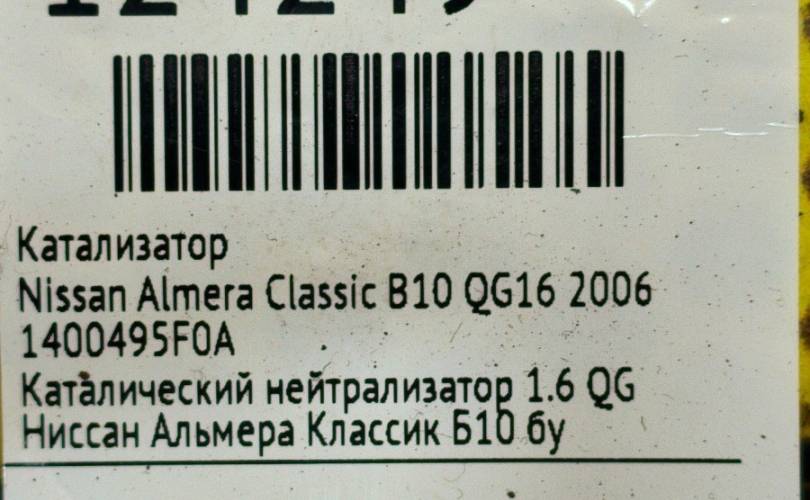 Катализатор
Nissan Almera Classic B10 QG16 2006
1400495F0A
Каталический нейтрализатор 1.6 QG
Ниссан Альмера Классик Б10 бу